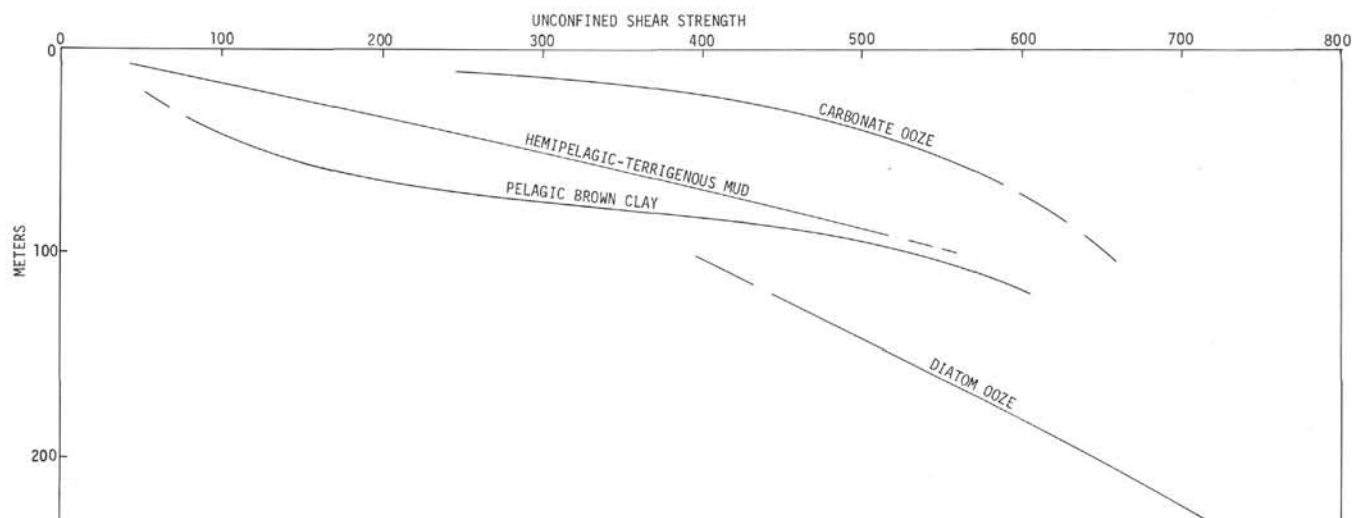 UNCONFINED SHEAR STRENGTH
0 100 200 300 400 500 600 700 800
0
CARBONATE OOZE
HEMIPELAGIC-TERRIGENOUS MUD
PELAGIC BROWN CLAY
100
METERS
DIATOM OOZE
200